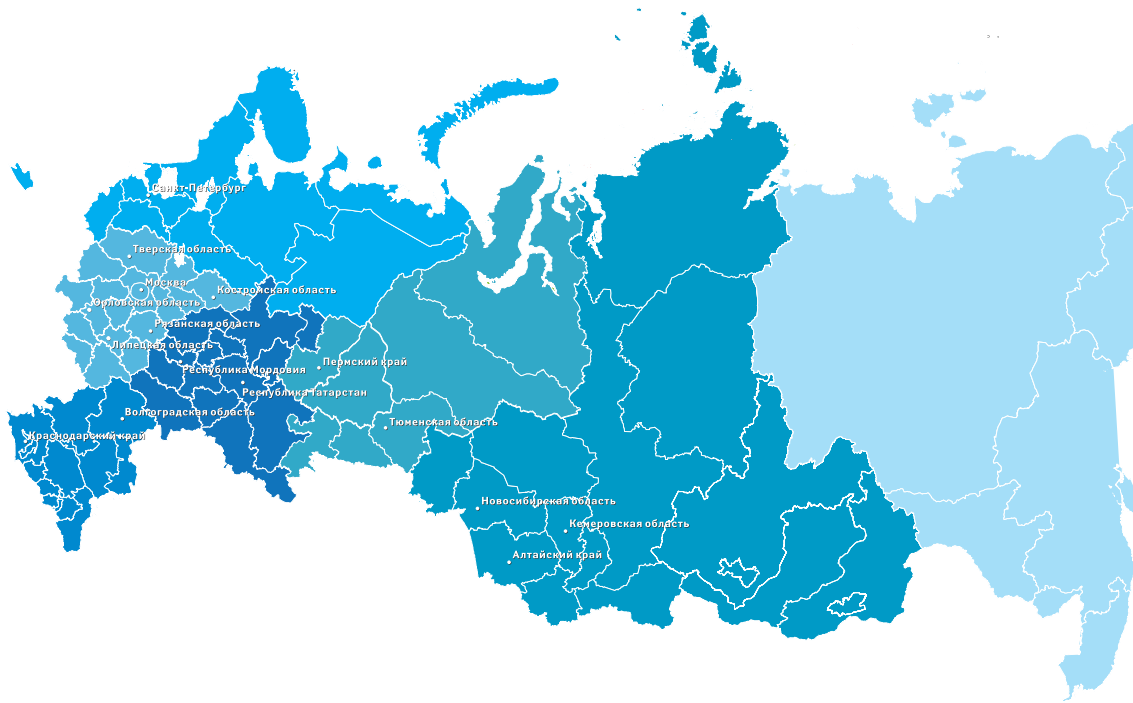 Санкт-Петербург
Тверская область
Москва
Костромская область
Орловская область
Рязанская область
Липецкая область
Пермский край
Республика Мордовия
Республика Татарстан
Волгоградская область
Тюменская область
Краснодарский край
Новосибирская область
Кемеровская область
Алтайский край